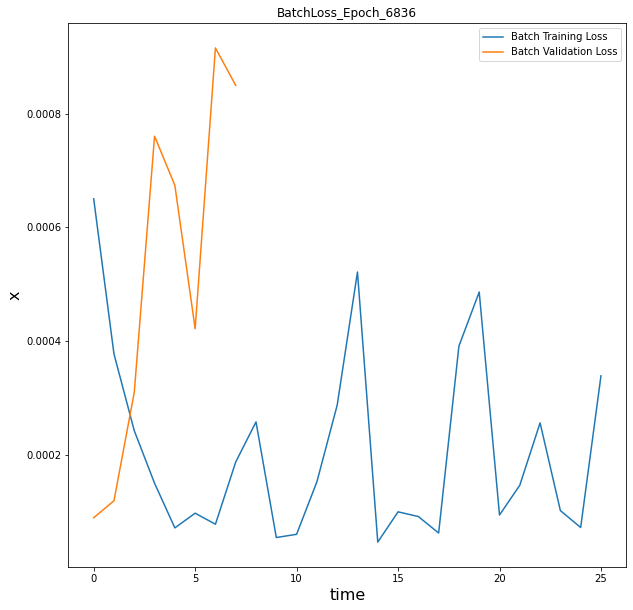 BatchLoss_Epoch_6836
Batch Training Loss
Batch Validation Loss
0.0008
0.0006
0.0004
0.0002
x
0 5 10 15 20 25
time